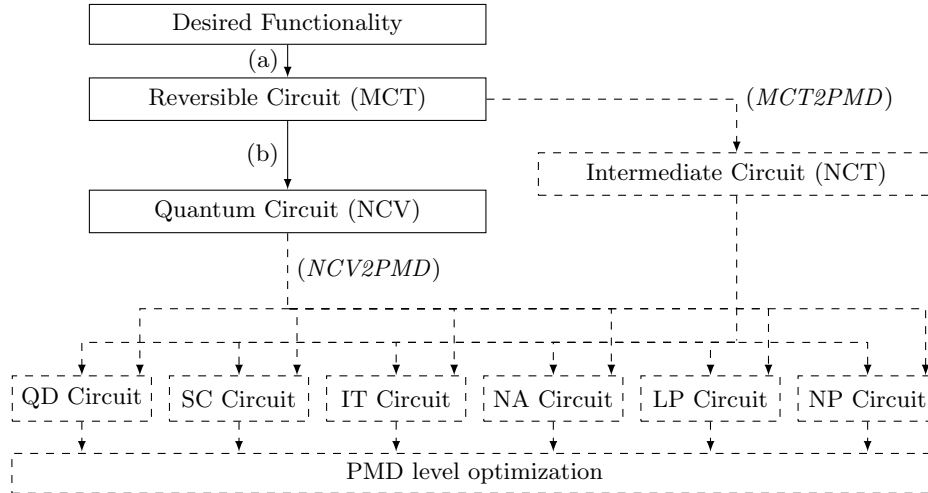 Desired Functionality
(a)
Reversible Circuit (MCT)
(MCT2PMD)
(b)
Intermediate Circuit (NCT)
Quantum Circuit (NCV)
(NCV2PMD)
QD Circuit
SC Circuit
IT Circuit
NA Circuit
LP Circuit
NP Circuit
PMD level optimization